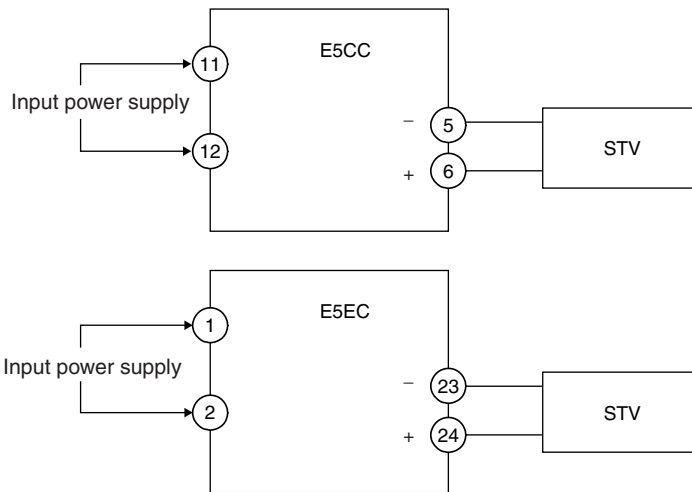 E5CC
11
Input power supply
12
−
5
+
6
STV
E5EC
1
Input power supply
2
−
23
+
24
STV